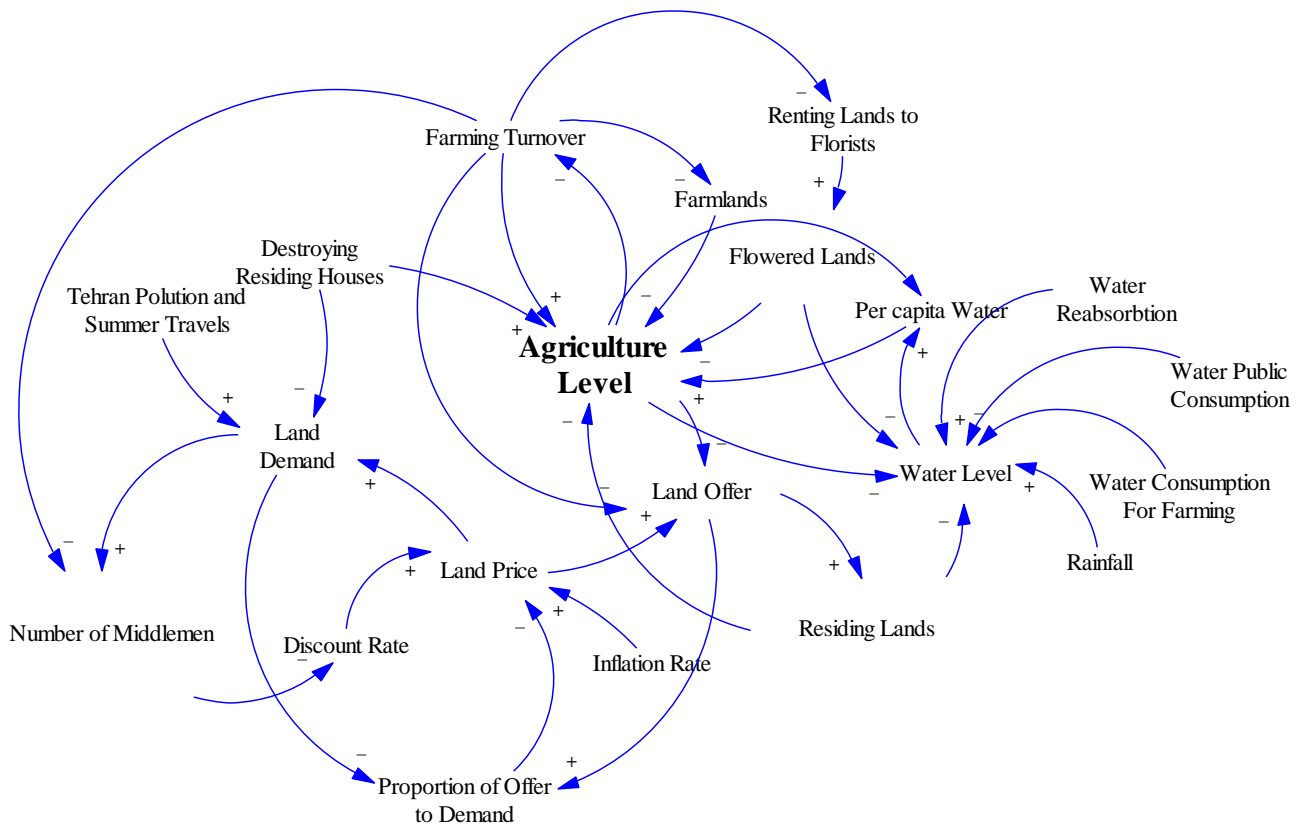 Renting Lands to
Florists
Farming Turnover
Farmlands
Destroying
Residing Houses
Flowered Lands
Tehran Polution and
Summer Travels
Per capita Water
Water
Reabsorbtion
Agriculture
Level
Water Public
Consumption
Land
Demand
Water Level
Land Offer
Water Consumption
For Farming
Land Price
Rainfall
Number of Middlemen
Discount Rate
Inflation Rate
Residing Lands
Proportion of Offer
to Demand